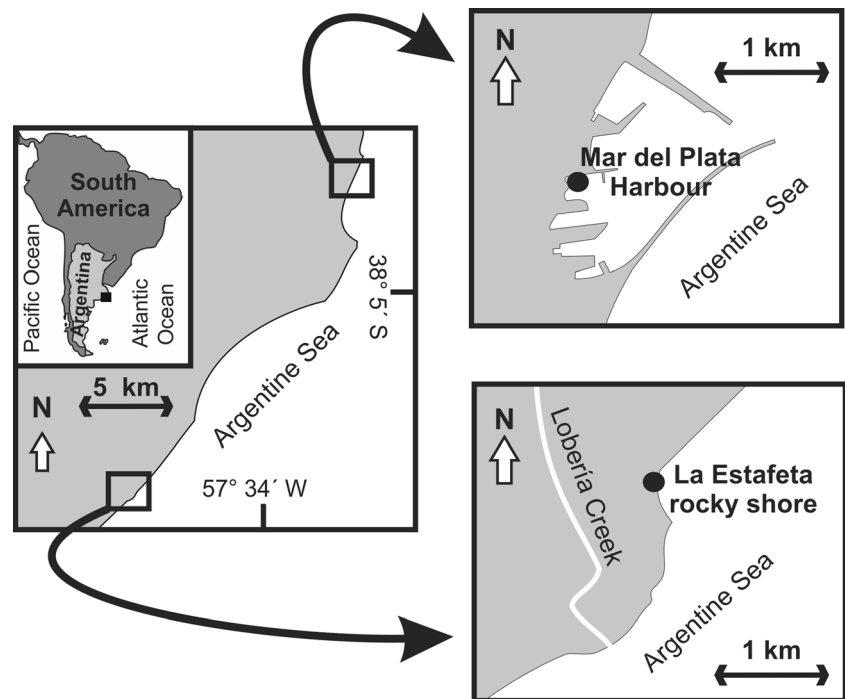 South
America
Pacific Ocean
Argentina
Atlantic
Ocean
38° 5´ S
5 km
N
Argentine Sea
57° 34´ W
N
1 km
Mar del Plata
Harbour
Argentine Sea
N
Lobería Creek
La Estafeta
rocky shore
Argentine Sea
1 km